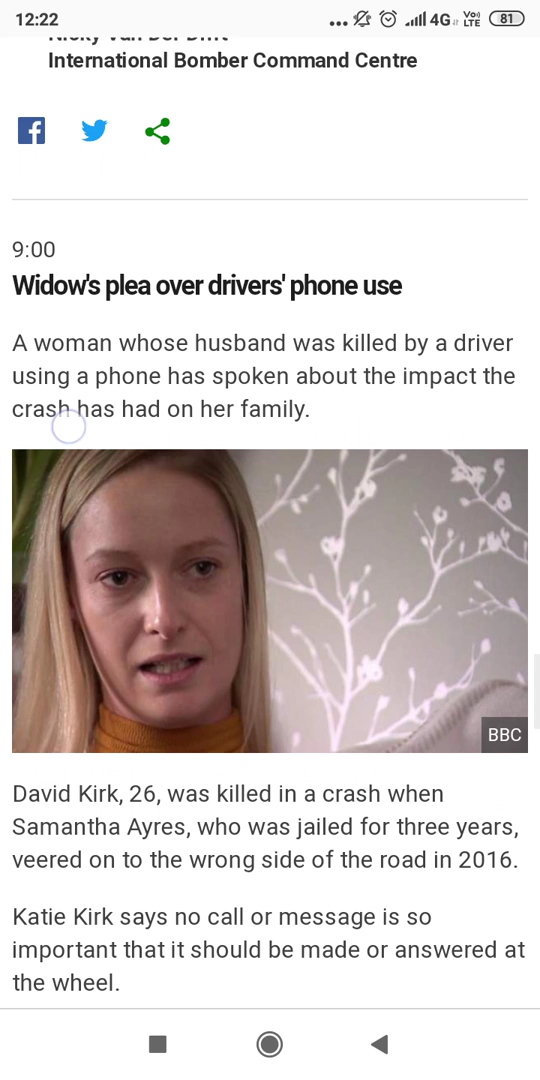 12:22
4G
Vo)
LTE
81
International Bomber Command Centre
9:00
Widow's plea over drivers' phone use
A woman whose husband was killed by a driver
using a phone has spoken about the impact the
crash has had on her family.
BBC
David Kirk, 26, was killed in a crash when
Samantha Ayres, who was jailed for three years,
veered on to the wrong side of the road in 2016.
Katie Kirk says no call or message is so
important that it should be made or answered at
the wheel.